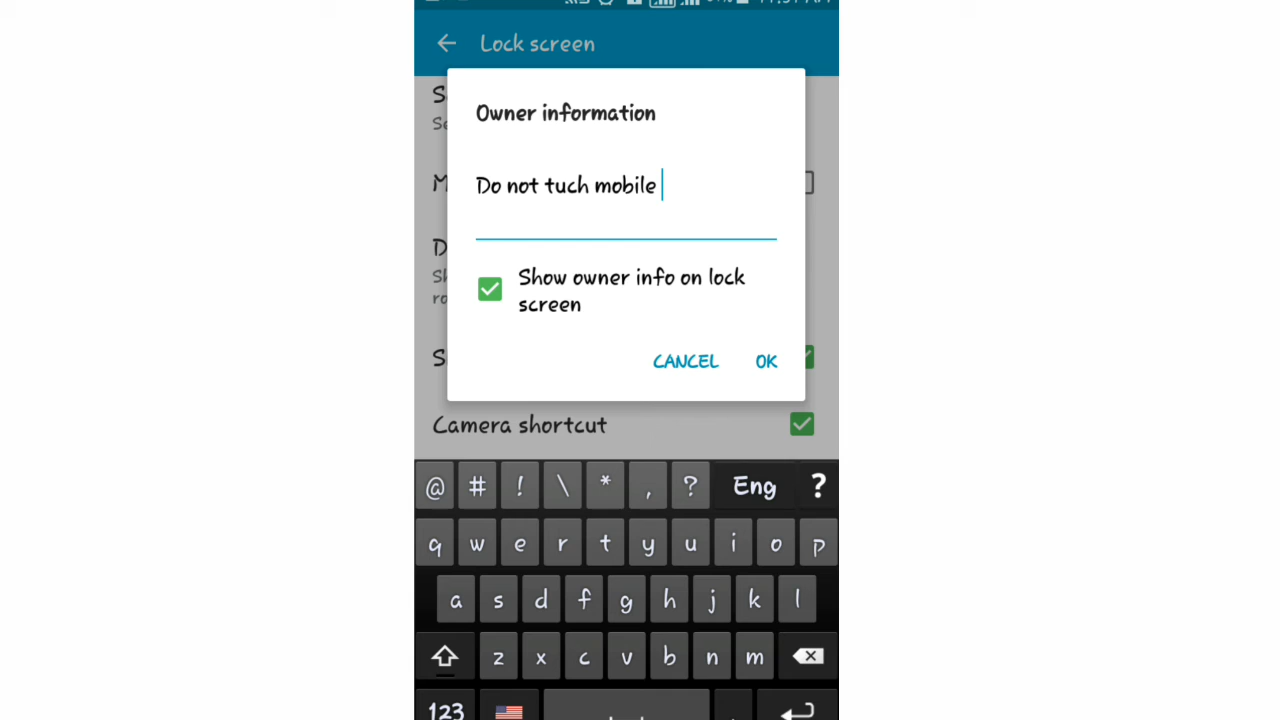 Lock screen
Owner information
Do not tuch mobile
Show owner info on lock
screen
CANCEL OK
Camera shortcut
@ # ! \ * , ? Eng ?
q w e r t y u i o p
a s d f g h j k l
z x c v b n m
123